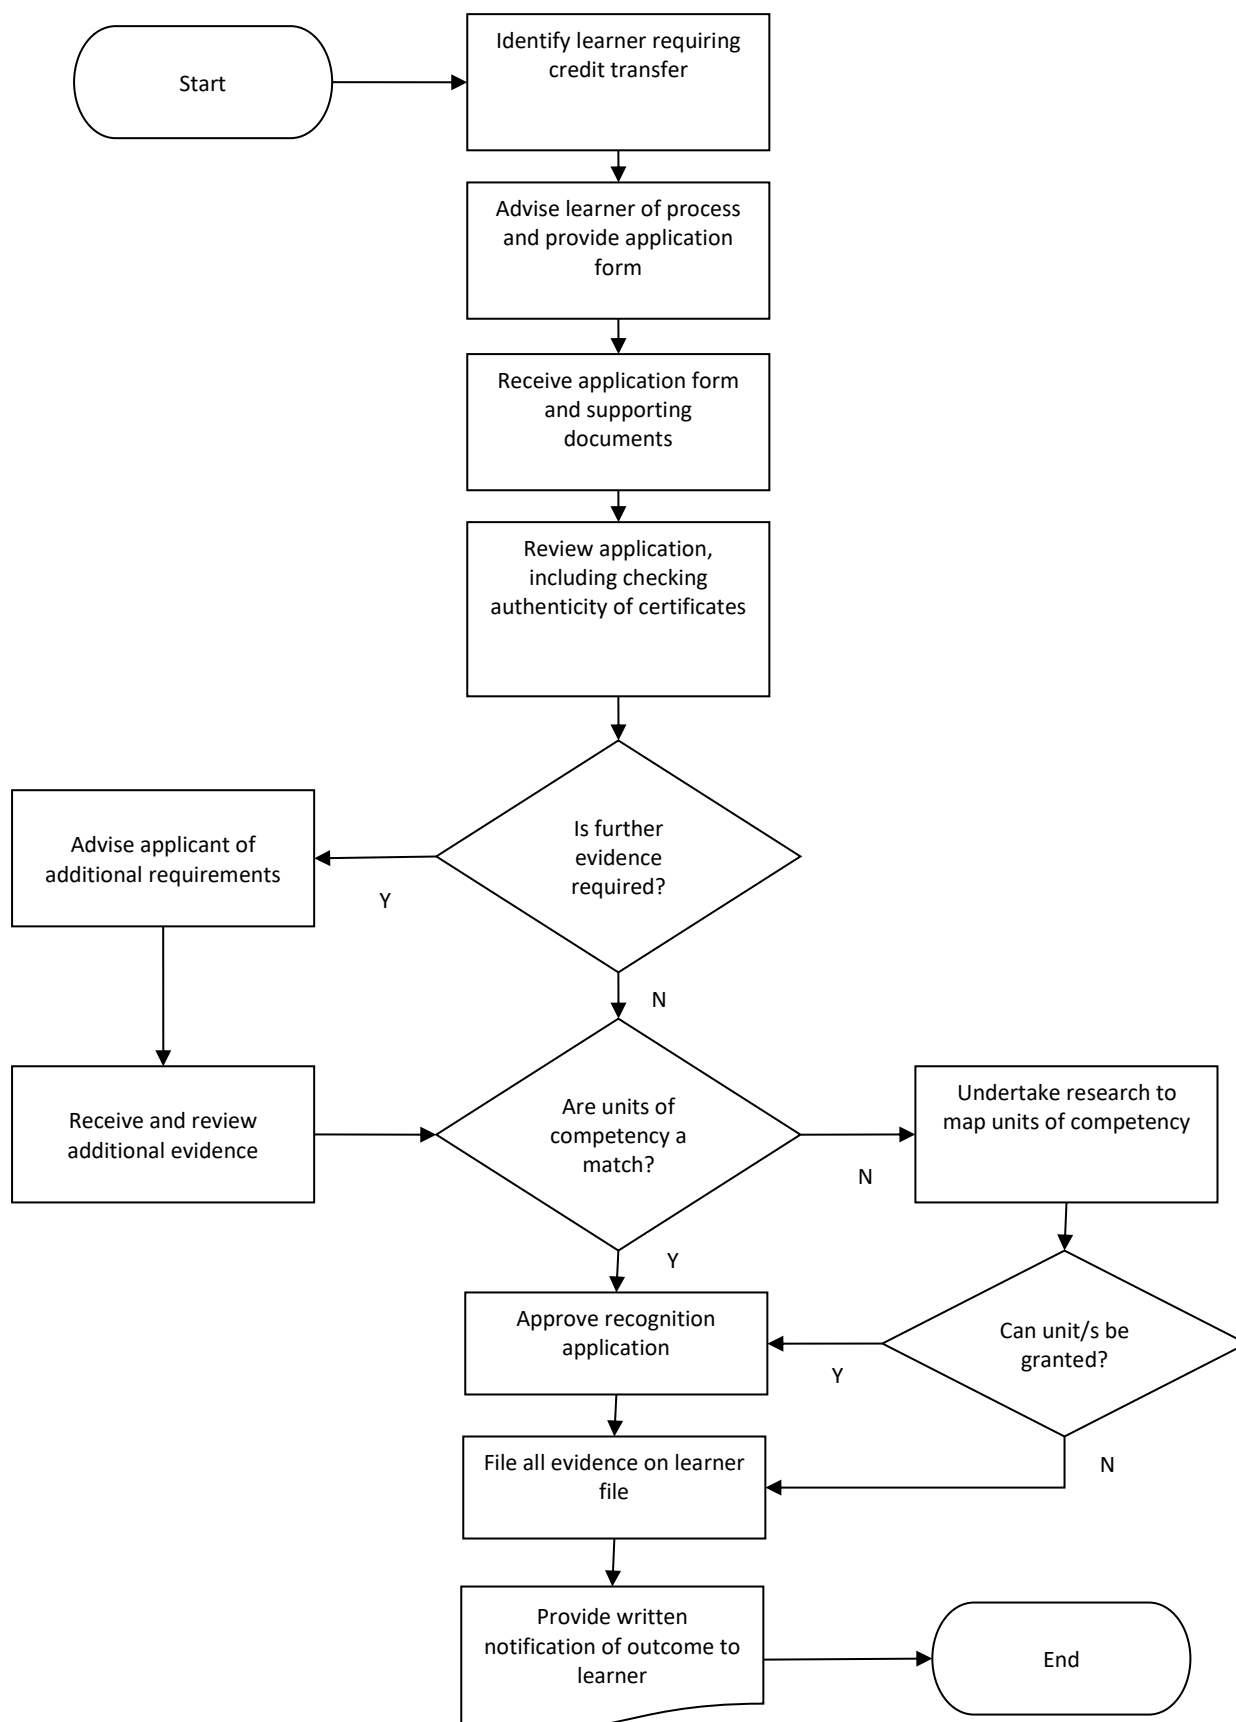 Start
Identify learner requiring
credit transfer
Advise learner of process
and provide application
form
Receive application form
and supporting
documents
Review application,
including checking
authenticity of certificates
Is further
evidence
required?
Y
Advise applicant of
additional requirements
N
Receive and review
additional evidence
Are units of
competency a
match?
N
Undertake research to
map units of competency
Y
Approve recognition
application
Can unit/s be
granted?
Y
N
File all evidence on learner
file
Provide written
notification of outcome to
learner
End